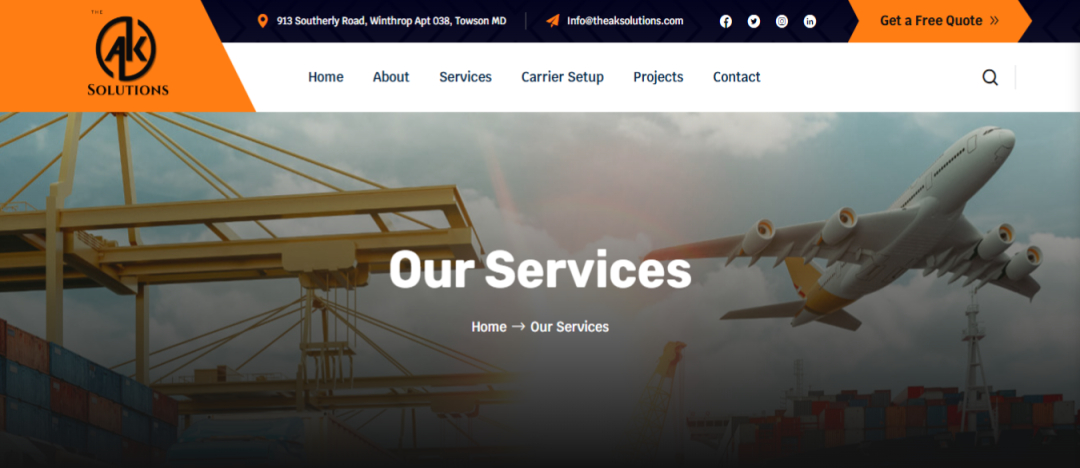 THE
AK
SOLUTIONS
913 Southerly Road, Winthrop Apt 038, Towson MD
Info@theaksolutions.com
Get a Free Quote »
Home About Services Carrier Setup Projects Contact
Our Services
Home → Our Services